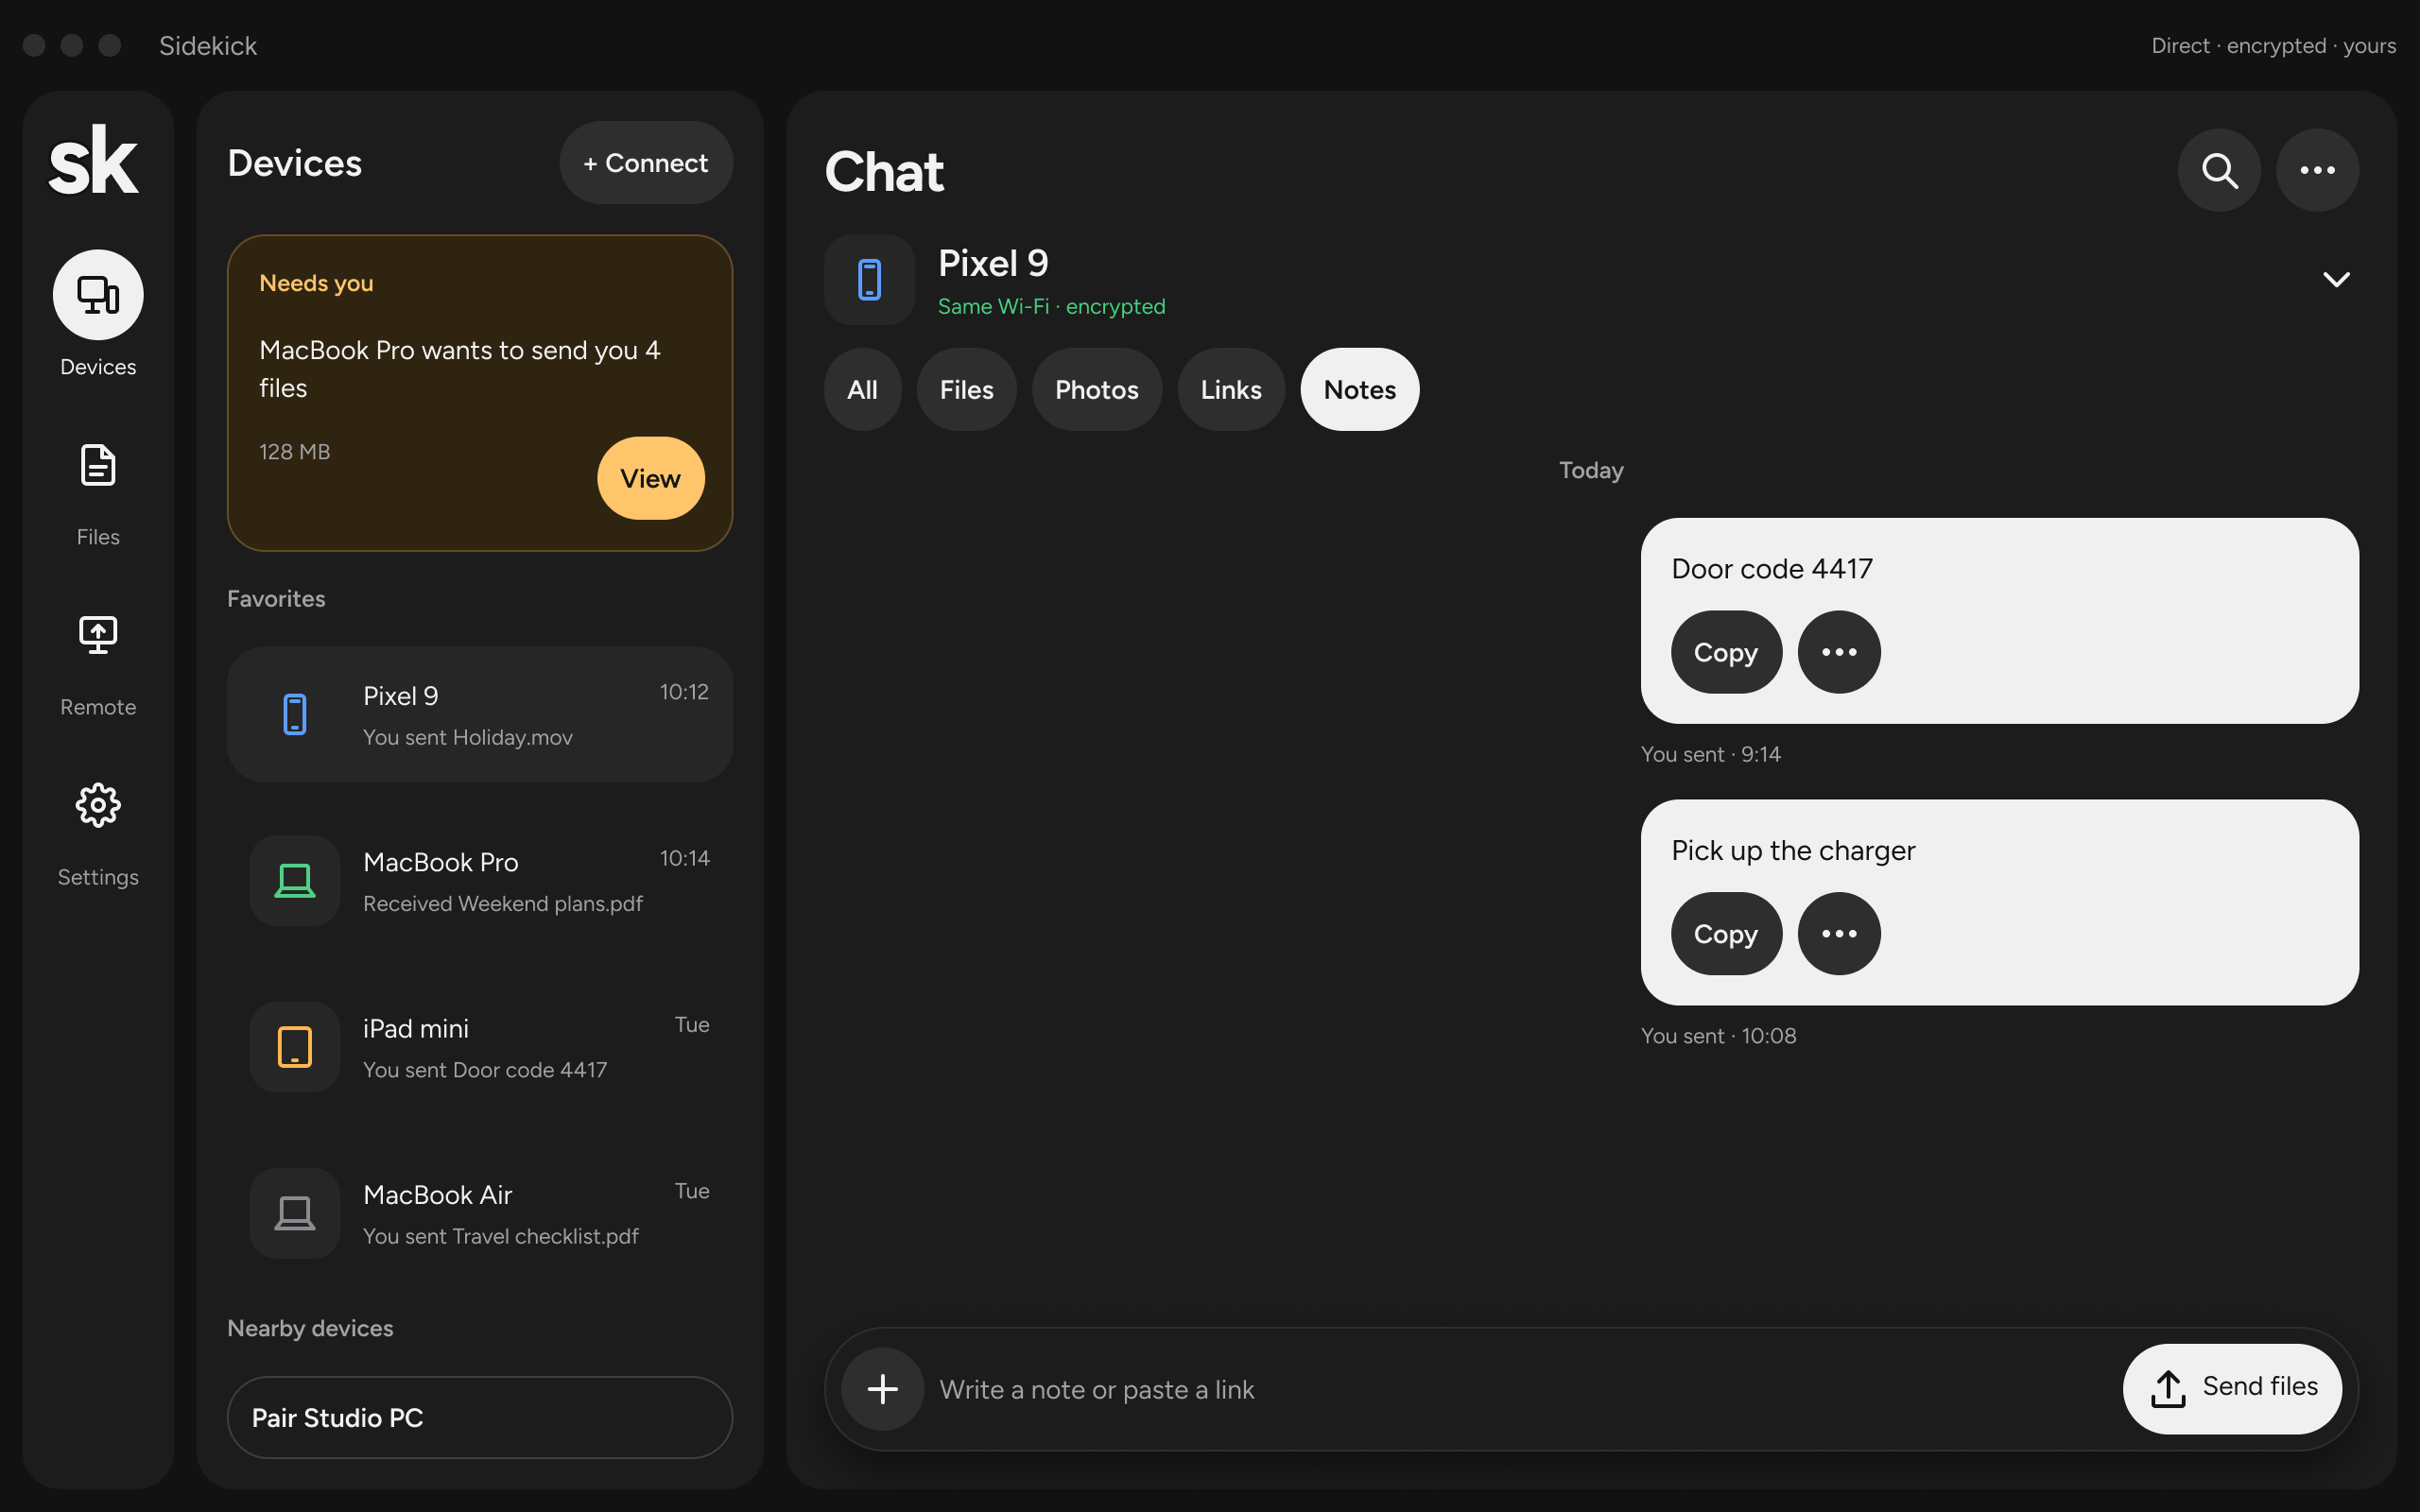 Sidekick
Direct · encrypted · yours
sk
Devices
Files
Remote
Settings
Devices
+ Connect
Needs you
MacBook Pro wants to send you 4
files
128 MB
View
Favorites
Pixel 9
10:12
You sent Holiday.mov
MacBook Pro
10:14
Received Weekend plans.pdf
iPad mini
Tue
You sent Door code 4417
MacBook Air
Tue
You sent Travel checklist.pdf
Nearby devices
Pair Studio PC
Chat
Pixel 9
Same Wi-Fi · encrypted
All
Files
Photos
Links
Notes
Today
Door code 4417
Copy
You sent · 9:14
Pick up the charger
Copy
You sent · 10:08
Write a note or paste a link
Send files